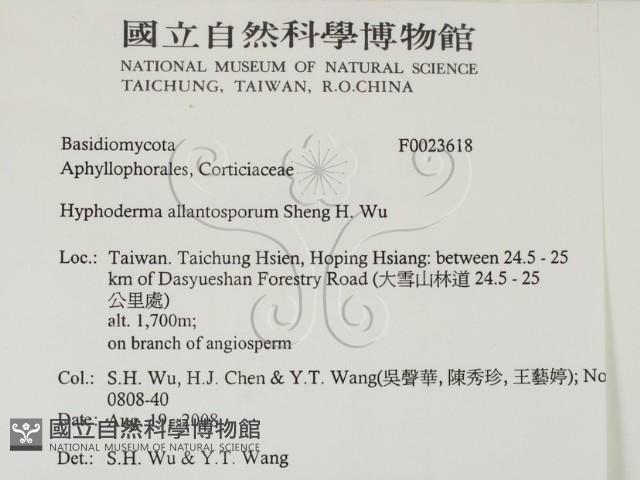 國立自然科學博物館
NATIONAL MUSEUM OF NATURAL SCIENCE
TAICHUNG, TAIWAN, R.O.CHINA
Basidiomycota F0023618
Aphyllophorales, Corticiaceae
Hyphoderma allantosporum Sheng H. Wu
Loc.: Taiwan. Taichung Hsien, Hoping Hsiang: between 24.5 - 25
km of Dasyueshan Forestry Road (大雪山林道 24.5 - 25
公里處)
alt. 1,700m;
on branch of angiosperm
Col.: S.H. Wu, H.J. Chen & Y.T. Wang(吳聲華, 陳秀珍, 王藝婷); No
0808-40
Date: Aug. 19, 2008
國立自然科學博物館
NATIONAL MUSEUM OF NATURAL SCIENCE
Det.: S.H. Wu & Y.T. Wang